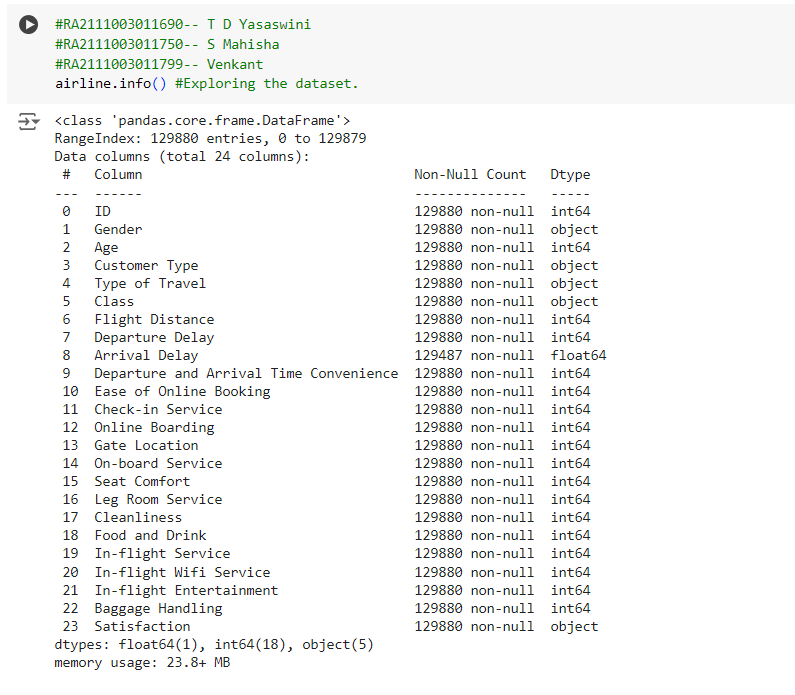 #RA2111003011690-- T D Yasaswini
#RA2111003011750-- S Mahisha
#RA2111003011799-- Venkant
airline.info() #Exploring the dataset.
<class 'pandas.core.frame.DataFrame'>
RangeIndex: 129880 entries, 0 to 129879
Data columns (total 24 columns):
 #   Column                                  Non-Null Count   Dtype
---  ------                                  --------------   -----
 0   ID                                      129880 non-null  int64
 1   Gender                                  129880 non-null  object
 2   Age                                     129880 non-null  int64
 3   Customer Type                           129880 non-null  object
 4   Type of Travel                          129880 non-null  object
 5   Class                                   129880 non-null  object
 6   Flight Distance                         129880 non-null  int64
 7   Departure Delay                         129880 non-null  int64
 8   Arrival Delay                           129487 non-null  float64
 9   Departure and Arrival Time Convenience  129880 non-null  int64
 10  Ease of Online Booking                  129880 non-null  int64
 11  Check-in Service                        129880 non-null  int64
 12  Online Boarding                         129880 non-null  int64
 13  Gate Location                           129880 non-null  int64
 14  On-board Service                        129880 non-null  int64
 15  Seat Comfort                            129880 non-null  int64
 16  Leg Room Service                        129880 non-null  int64
 17  Cleanliness                             129880 non-null  int64
 18  Food and Drink                          129880 non-null  int64
 19  In-flight Service                       129880 non-null  int64
 20  In-flight Wifi Service                  129880 non-null  int64
 21  In-flight Entertainment                 129880 non-null  int64
 22  Baggage Handling                        129880 non-null  int64
 23  Satisfaction                            129880 non-null  object
dtypes: float64(1), int64(18), object(5)
memory usage: 23.8+ MB